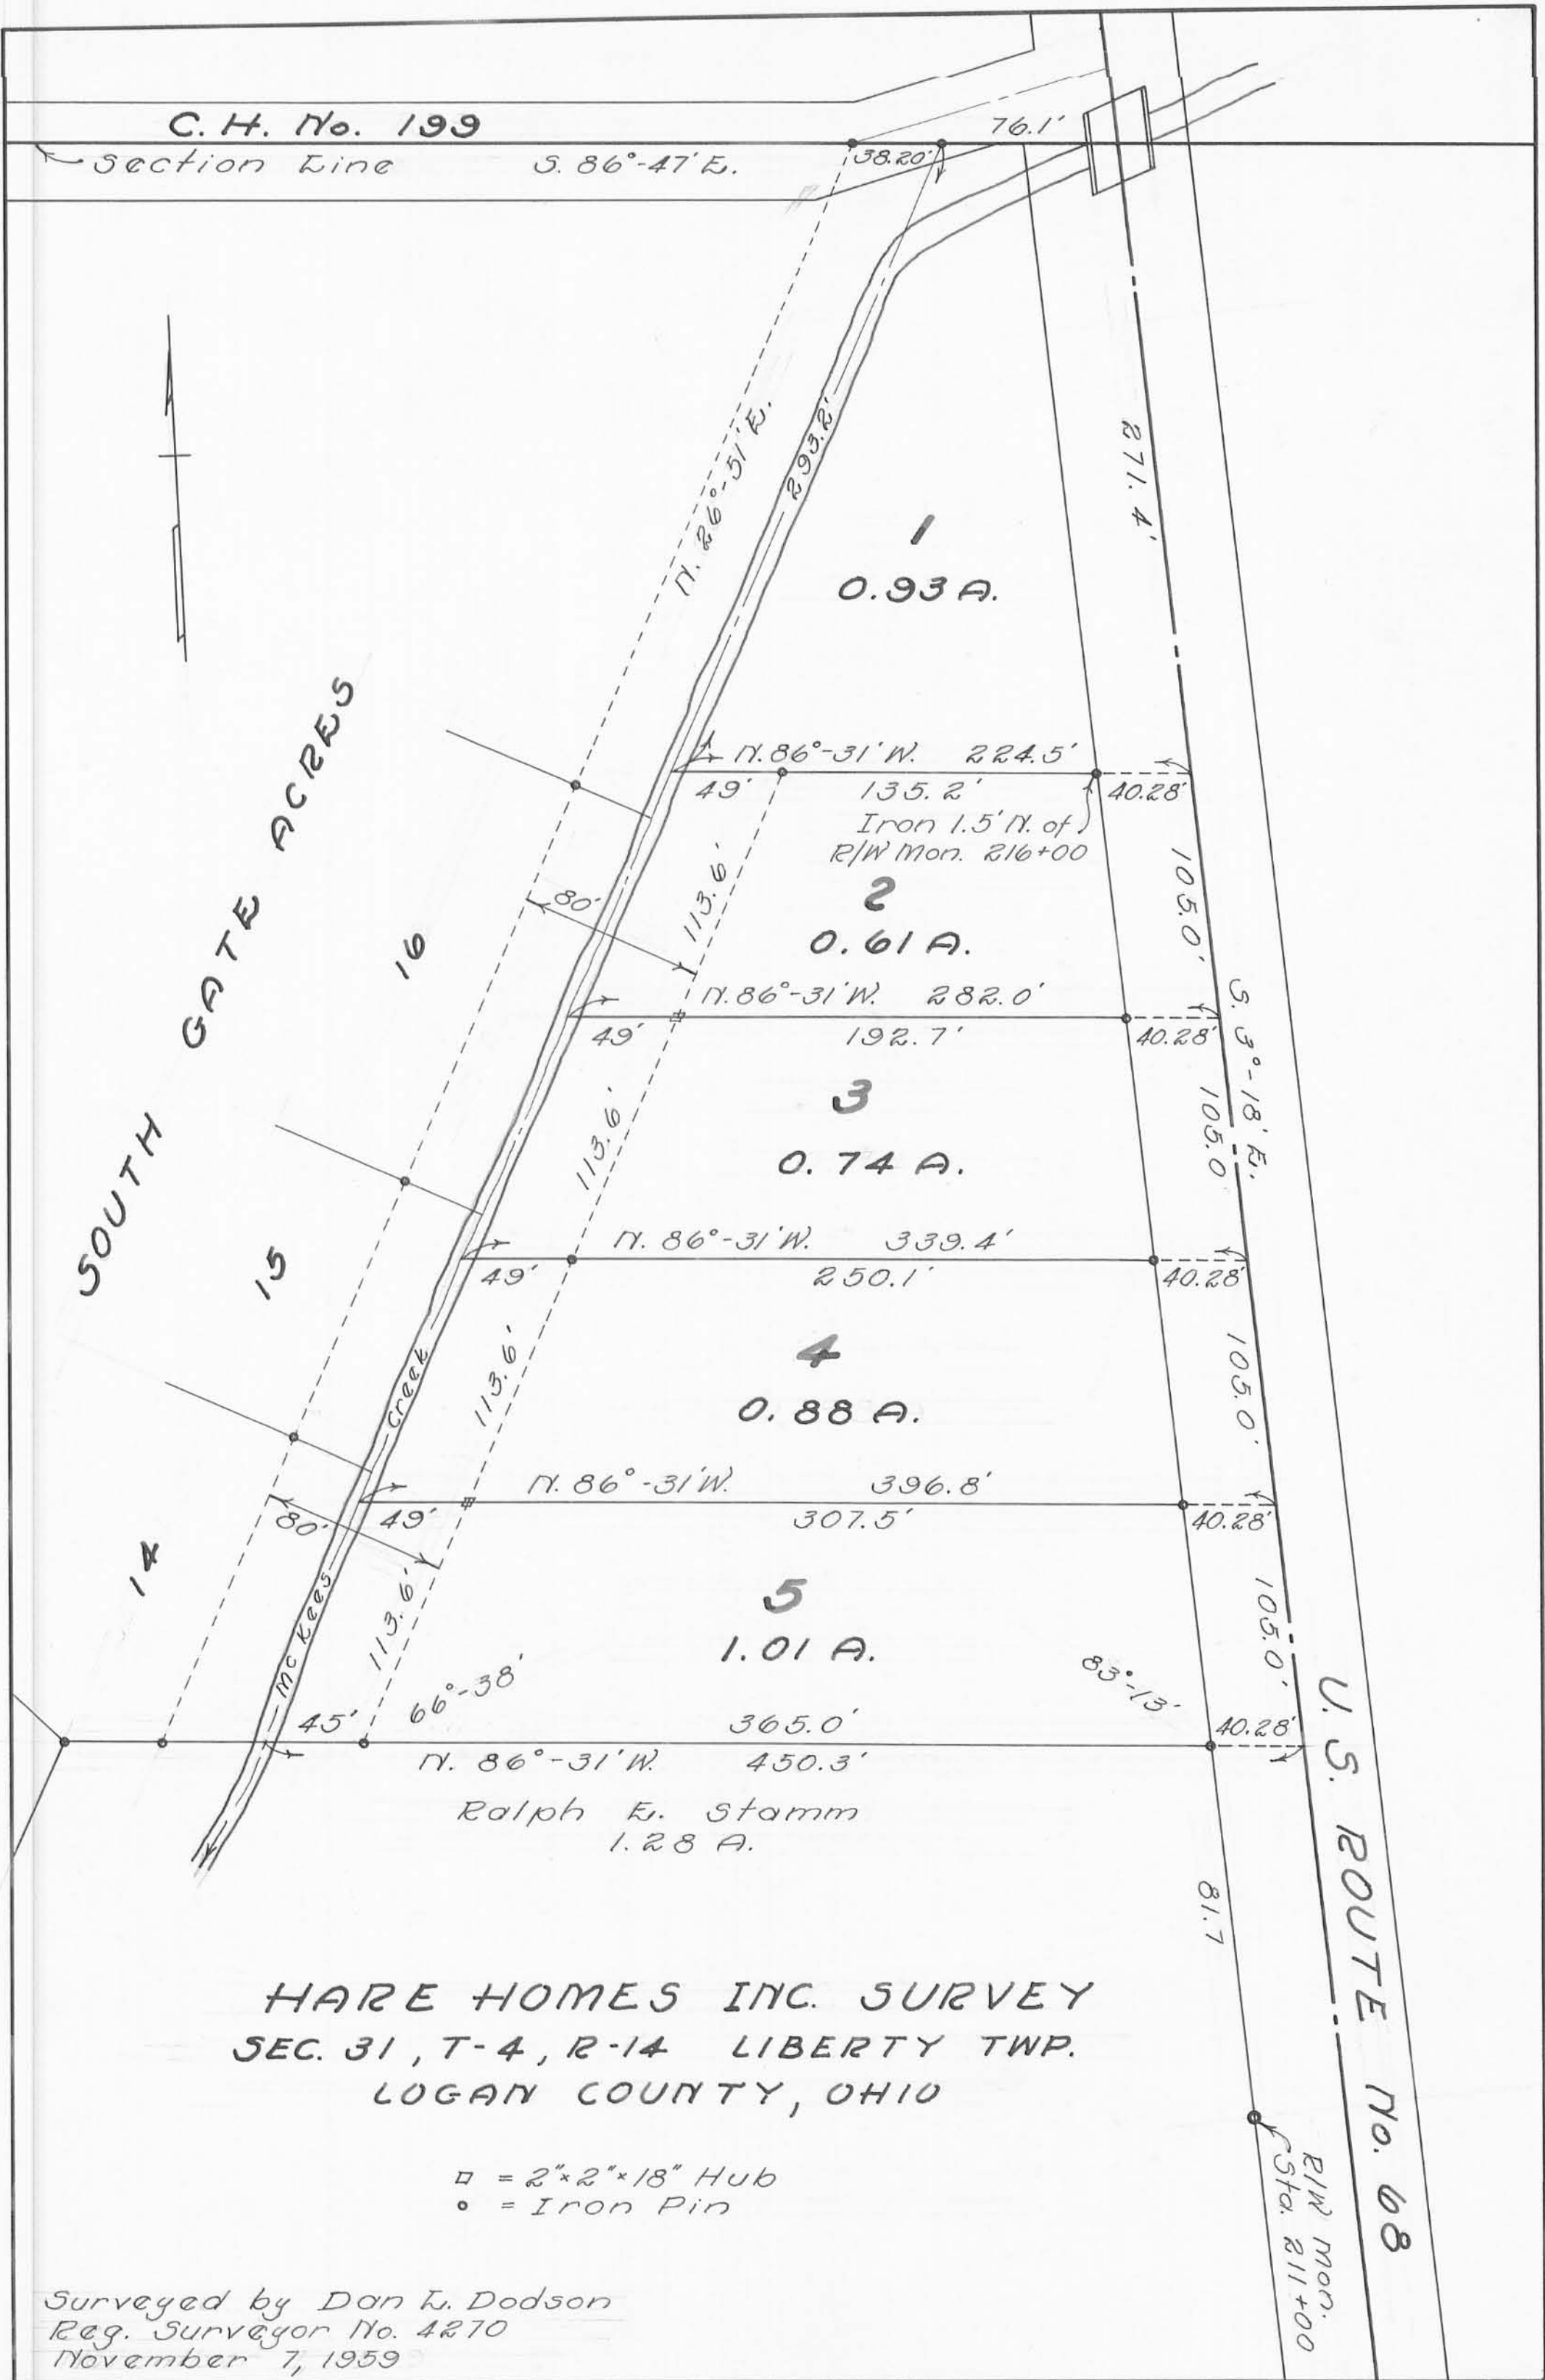 C. H. No. 199
Section Line S. 86°-47' E.
76.1'
38.20'
N. 26°-51' E.
293.2'
271.4'
1
0.93 A.
N. 86°-31' W. 224.5'
49' 135.2' 40.28'
Iron 1.5' N. of
R/W Mon. 216+00
SOUTH GATE ACRES
16
80'
113.6'
2
0.61 A.
105.0'
N. 86°-31' W. 282.0'
49' 192.7' 40.28'
S. 3°-18' E.
113.6'
3
0.74 A.
105.0
N. 86°-31' W. 339.4'
49' 250.1' 40.28'
15
113.6'
4
0.88 A.
105.0'
N. 86°-31' W. 396.8'
80' 49' 307.5' 40.28'
14
Mc Kees Creek
113.6'
5
1.01 A.
105.0'
66°-38'
83°-13'
45' 365.0' 40.28'
N. 86°-31' W. 450.3'
Ralph E. Stamm
1.28 A.
81.7
U. S. ROUTE No. 68
R/W Mon.
Sta. 211+00
HARE HOMES INC. SURVEY
SEC. 31, T-4, R-14 LIBERTY TWP.
LOGAN COUNTY, OHIO
□ = 2"x2"x18" Hub
o = Iron Pin
Surveyed by Dan L. Dodson
Reg. Surveyor No. 4270
November 7, 1959